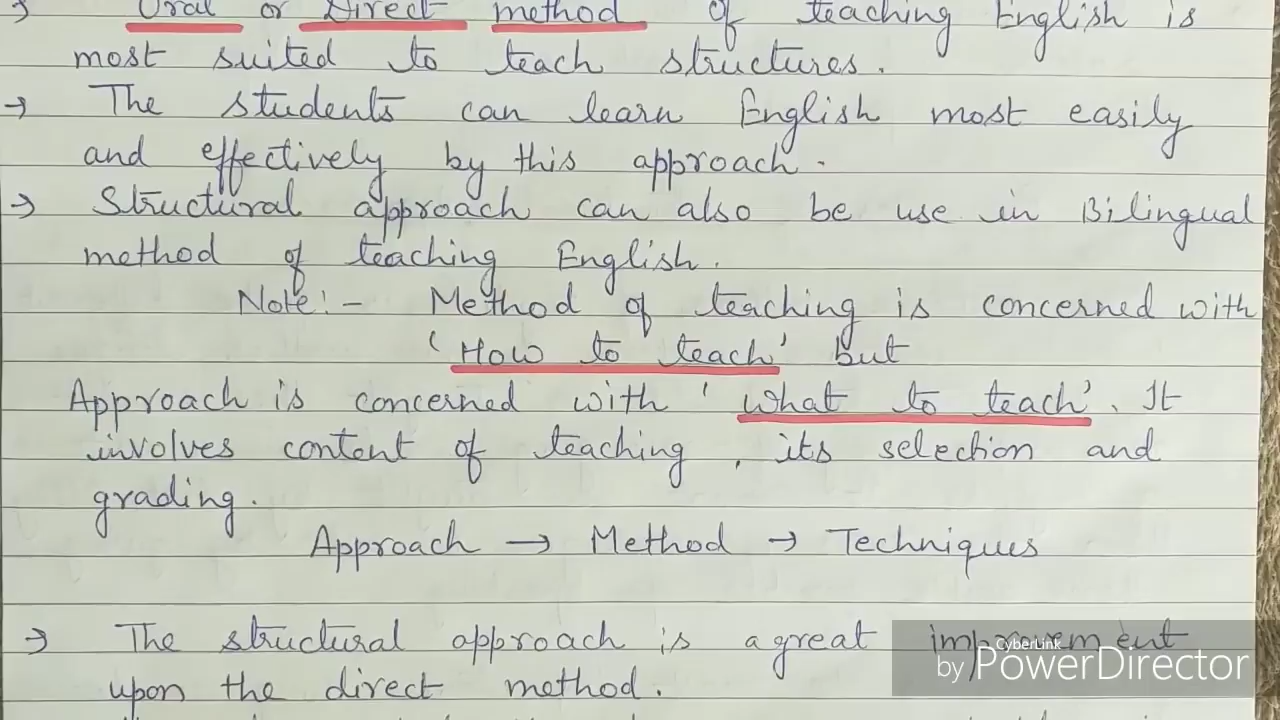 → Oral or Direct method of teaching English is
most suited to teach structures.
→ The students can learn English most easily
and effectively by this approach.
→ Structural approach can also be use in Bilingual
method of teaching English.
Note:- Method of teaching is concerned with
'How to teach' but
Approach is concerned with 'what to teach'. It
involves content of teaching, its selection and
grading.
Approach → Method → Techniques
→ The structural approach is a great improvement
upon the direct method.
CyberLink
by PowerDirector